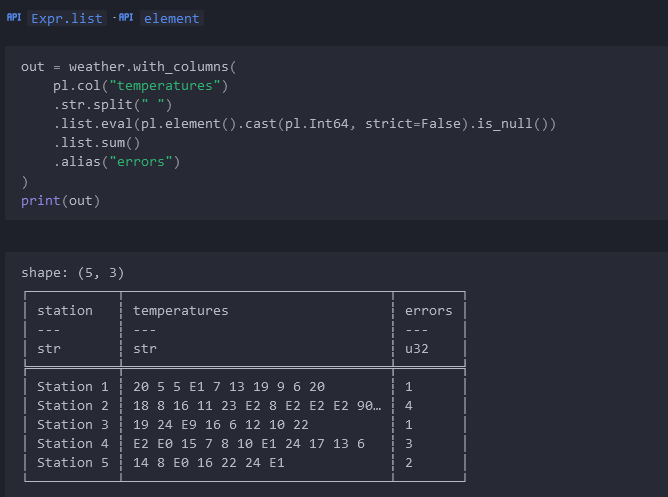 API Expr.list · API element
out = weather.with_columns(
    pl.col("temperatures")
    .str.split(" ")
    .list.eval(pl.element().cast(pl.Int64, strict=False).is_null())
    .list.sum()
    .alias("errors")
)
print(out)
shape: (5, 3)
station temperatures errors
--- --- ---
str str u32
Station 1 20 5 5 E1 7 13 19 9 6 20 1
Station 2 18 8 16 11 23 E2 8 E2 E2 E2 90… 4
Station 3 19 24 E9 16 6 12 10 22 1
Station 4 E2 E0 15 7 8 10 E1 24 17 13 6 3
Station 5 14 8 E0 16 22 24 E1 2